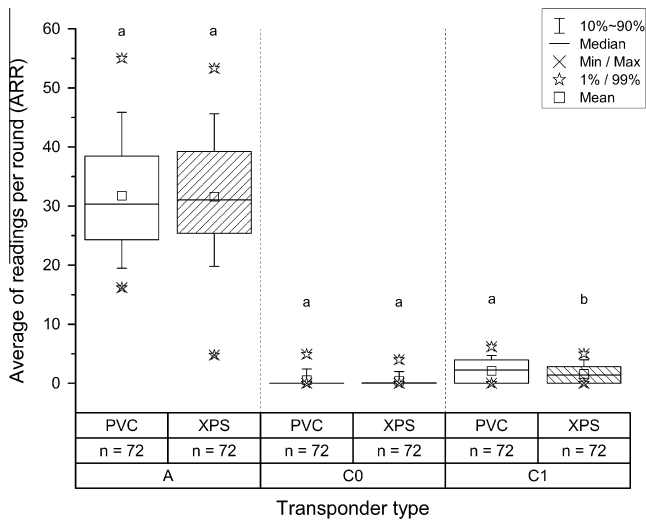 60
50
40
30
20
10
0
Average of readings per round (ARR)
a
a
a
a
a
b
10%~90%
Median
Min / Max
1% / 99%
Mean
PVC XPS PVC XPS PVC XPS
n = 72 n = 72 n = 72 n = 72 n = 72 n = 72
A C0 C1
Transponder type